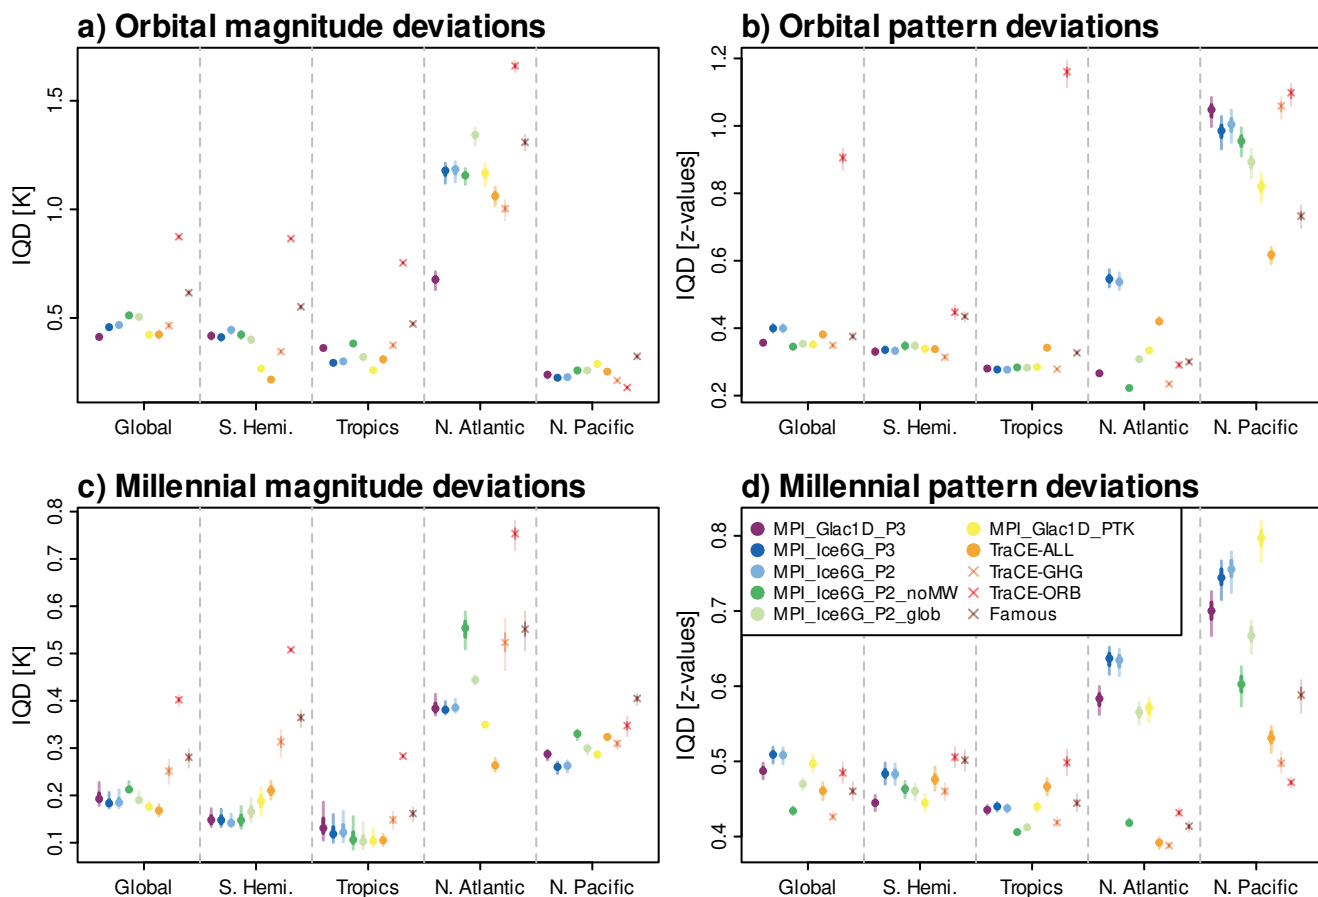 a) Orbital magnitude deviations
IQD [K]
1.5
1.0
0.5
Global S. Hemi. Tropics N. Atlantic N. Pacific
b) Orbital pattern deviations
IQD [z-values]
1.2
1.0
0.8
0.6
0.4
0.2
Global S. Hemi. Tropics N. Atlantic N. Pacific
c) Millennial magnitude deviations
IQD [K]
0.8
0.7
0.6
0.5
0.4
0.3
0.2
0.1
Global S. Hemi. Tropics N. Atlantic N. Pacific
d) Millennial pattern deviations
IQD [z-values]
0.8
0.7
0.6
0.5
0.4
MPI_Glac1D_P3 MPI_Glac1D_PTK
MPI_Ice6G_P3 TraCE-ALL
MPI_Ice6G_P2 TraCE-GHG
MPI_Ice6G_P2_noMW TraCE-ORB
MPI_Ice6G_P2_glob Famous
Global S. Hemi. Tropics N. Atlantic N. Pacific